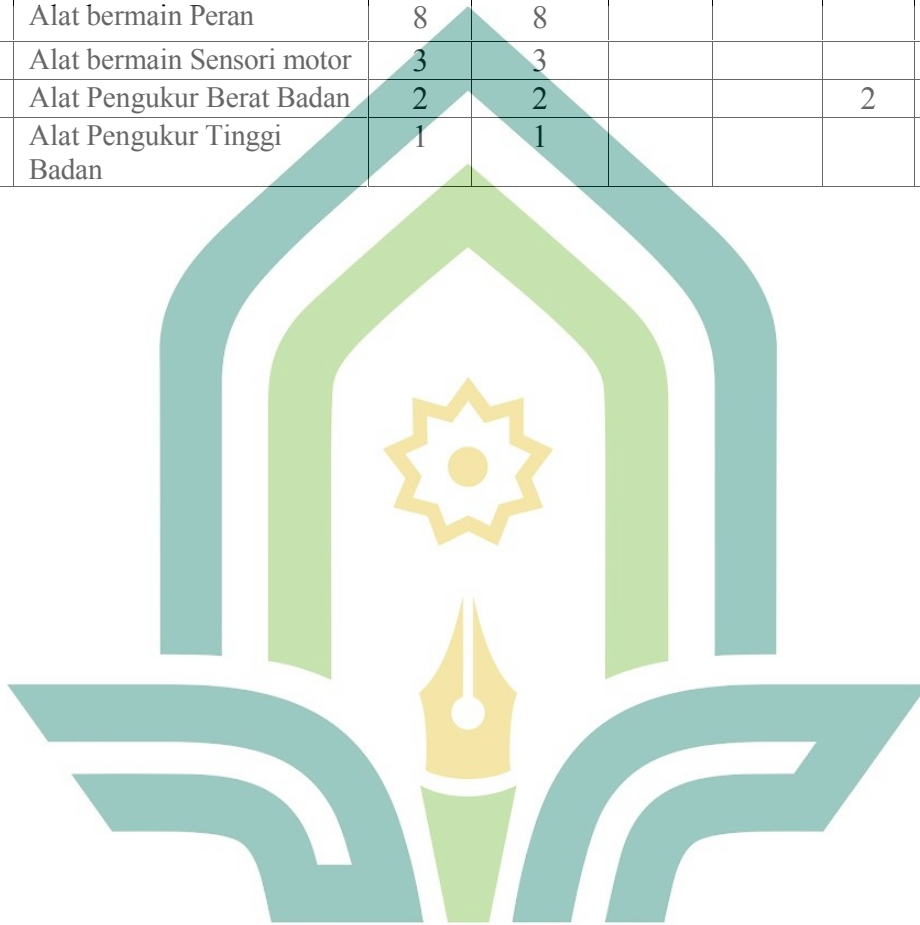 Alat bermain Peran 8 8
Alat bermain Sensori motor 3 3
Alat Pengukur Berat Badan 2 2 2
Alat Pengukur Tinggi 1 1
Badan